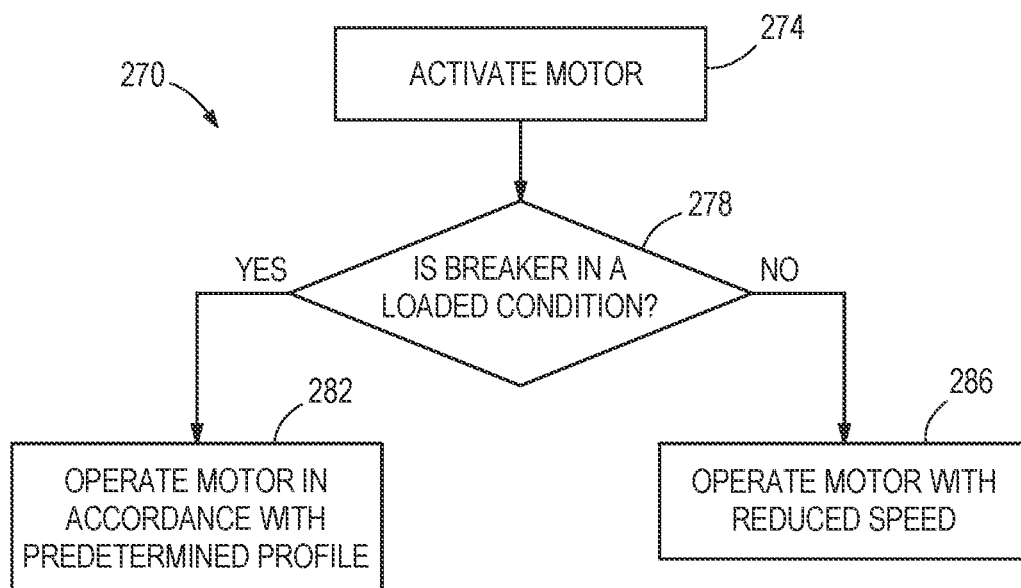 274
ACTIVATE MOTOR
270
278
YES
IS BREAKER IN A
LOADED CONDITION?
NO
282
286
OPERATE MOTOR IN
ACCORDANCE WITH
PREDETERMINED PROFILE
OPERATE MOTOR WITH
REDUCED SPEED